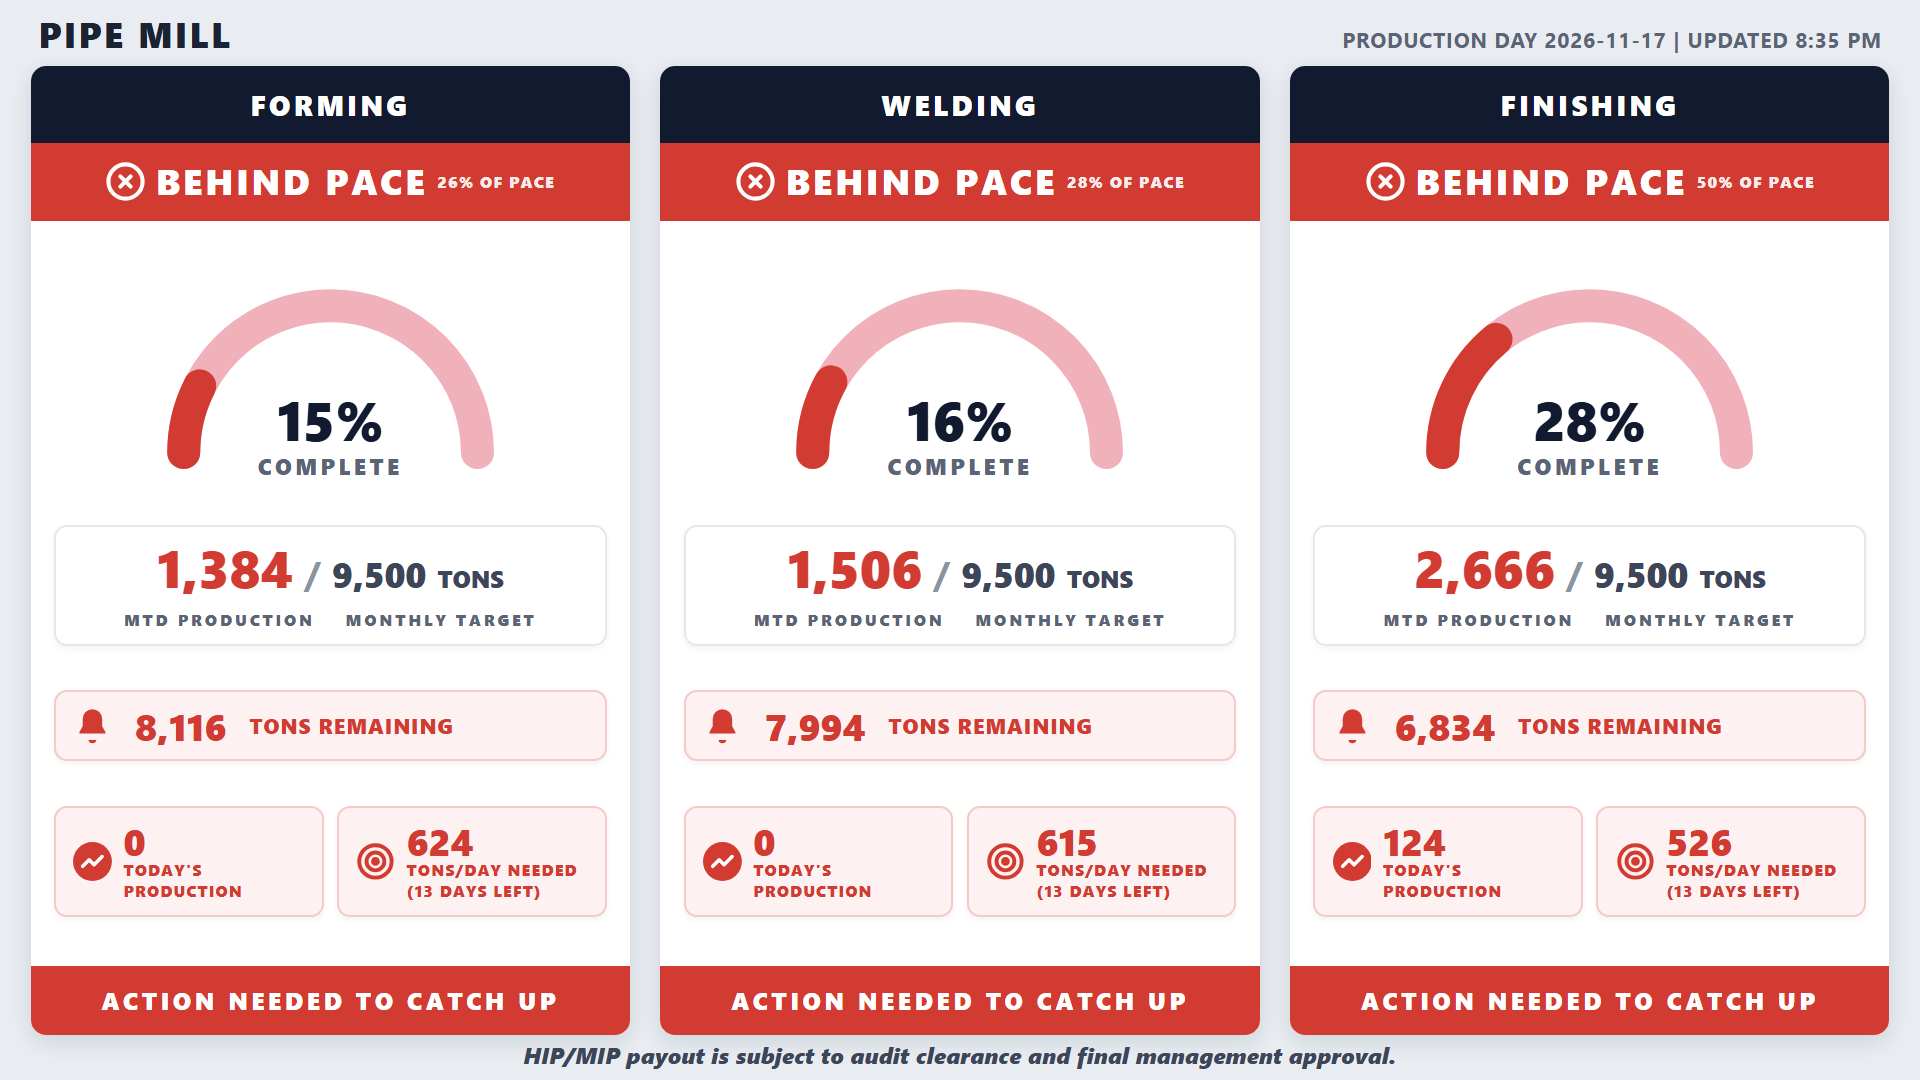 PIPE MILL
PRODUCTION DAY 2026-11-17 | UPDATED 8:35 PM
FORMING
BEHIND PACE 26% OF PACE
15%
COMPLETE
1,384 / 9,500 TONS
MTD PRODUCTION MONTHLY TARGET
8,116 TONS REMAINING
0
TODAY'S
PRODUCTION
624
TONS/DAY NEEDED
(13 DAYS LEFT)
ACTION NEEDED TO CATCH UP
WELDING
BEHIND PACE 28% OF PACE
16%
COMPLETE
1,506 / 9,500 TONS
MTD PRODUCTION MONTHLY TARGET
7,994 TONS REMAINING
0
TODAY'S
PRODUCTION
615
TONS/DAY NEEDED
(13 DAYS LEFT)
ACTION NEEDED TO CATCH UP
FINISHING
BEHIND PACE 50% OF PACE
28%
COMPLETE
2,666 / 9,500 TONS
MTD PRODUCTION MONTHLY TARGET
6,834 TONS REMAINING
124
TODAY'S
PRODUCTION
526
TONS/DAY NEEDED
(13 DAYS LEFT)
ACTION NEEDED TO CATCH UP
HIP/MIP payout is subject to audit clearance and final management approval.